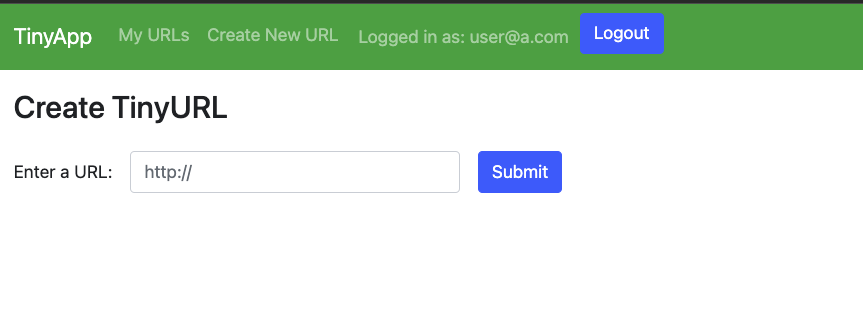 TinyApp My URLs Create New URL Logged in as: user@a.com Logout
Create TinyURL
Enter a URL: http:// Submit